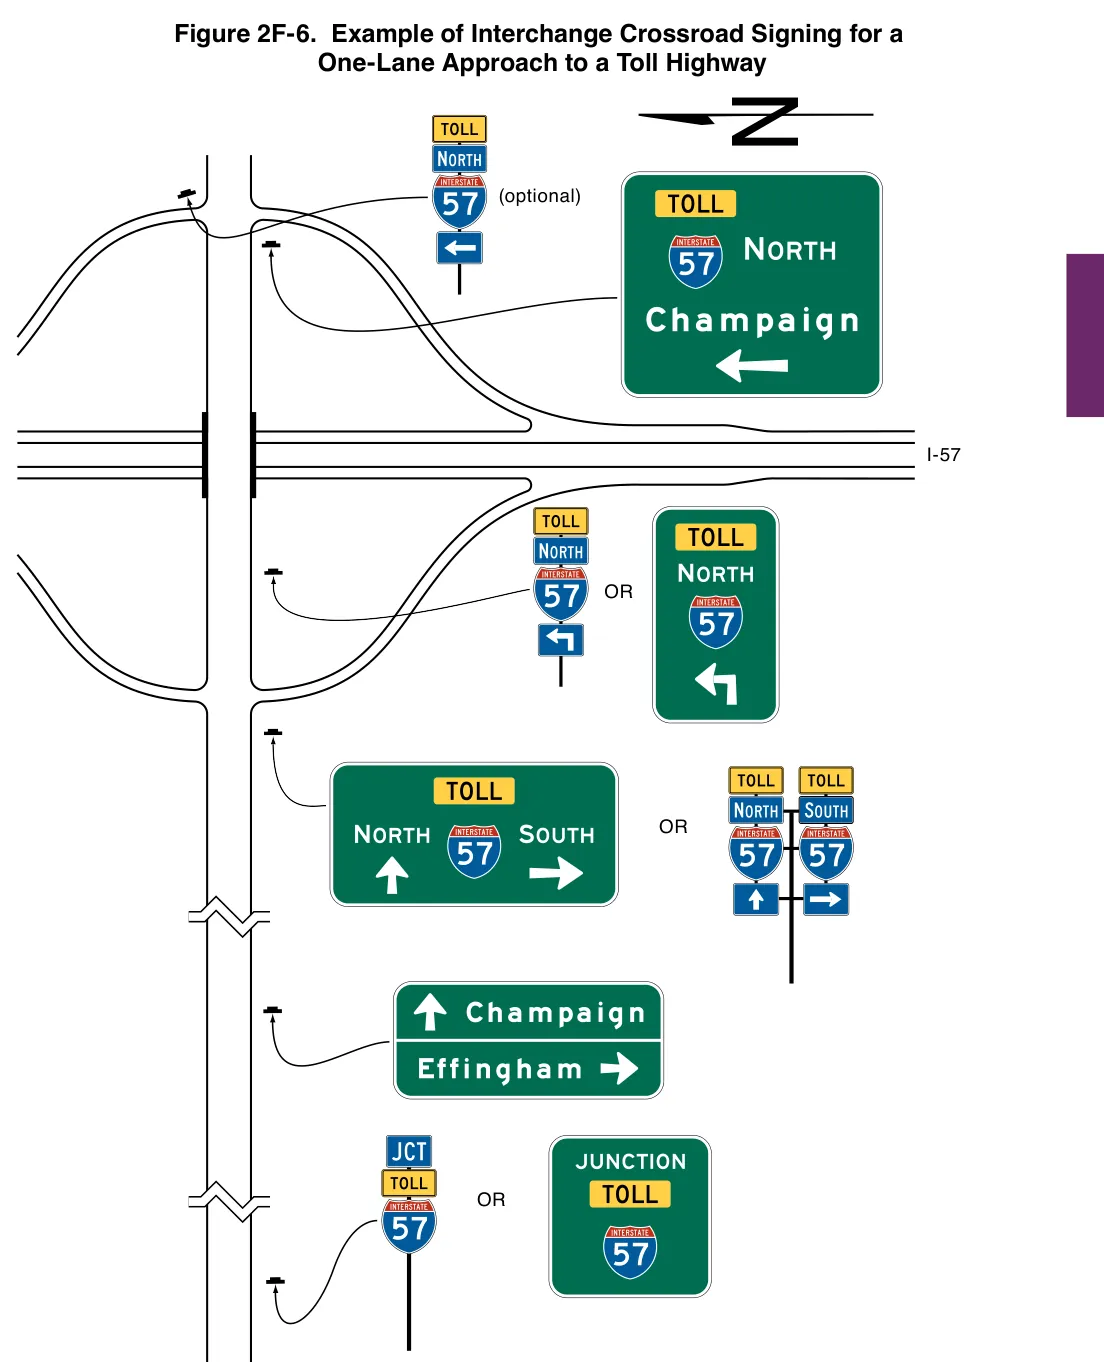 Figure 2F-6.  Example of Interchange Crossroad Signing for a
One-Lane Approach to a Toll Highway
N
TOLL
NORTH
INTERSTATE
57
(optional)
TOLL
INTERSTATE
57
NORTH
Champaign
I-57
TOLL
NORTH
INTERSTATE
57
OR
TOLL
NORTH
INTERSTATE
57
TOLL
NORTH
INTERSTATE
57
SOUTH
OR
TOLL
NORTH
INTERSTATE
57
TOLL
SOUTH
INTERSTATE
57
Champaign
Effingham
JCT
TOLL
INTERSTATE
57
OR
JUNCTION
TOLL
INTERSTATE
57